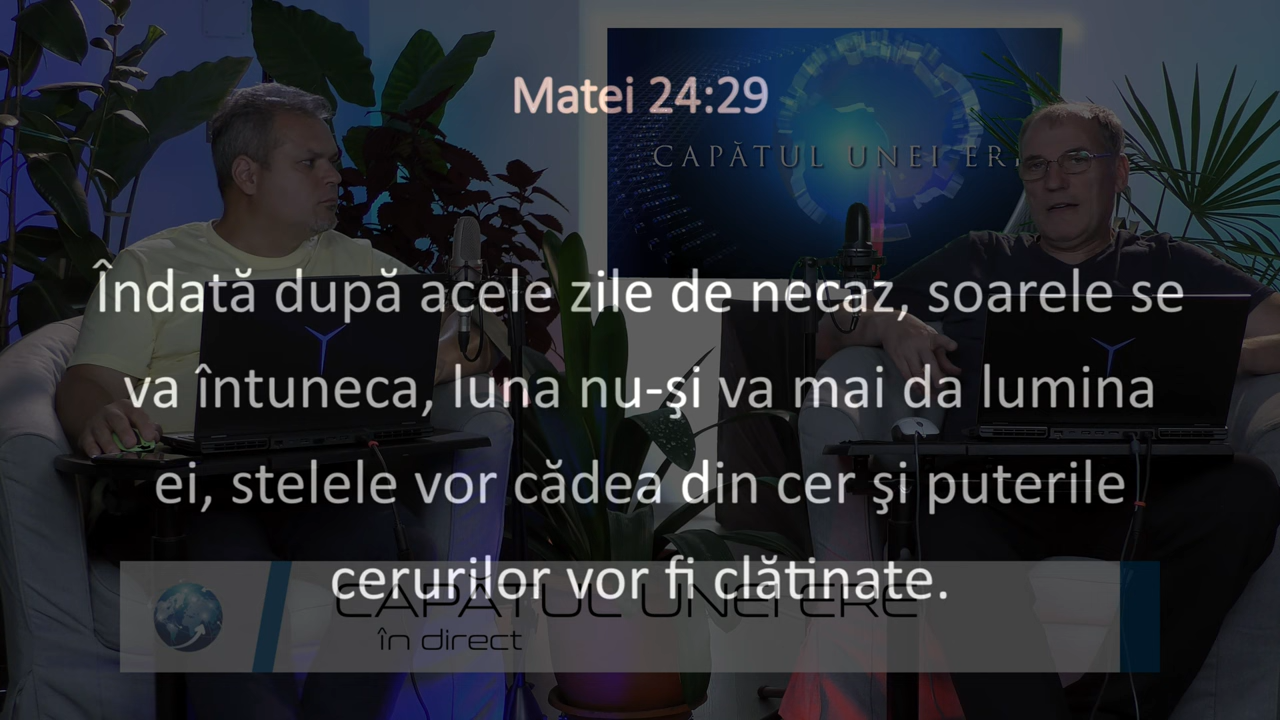 Matei 24:29
CAPĂTUL UNEI ERE
Îndată după acele zile de necaz, soarele se
va întuneca, luna nu-şi va mai da lumina
ei, stelele vor cădea din cer şi puterile
cerurilor vor fi clătinate.
CAPĂTUL UNEI ERE
în direct